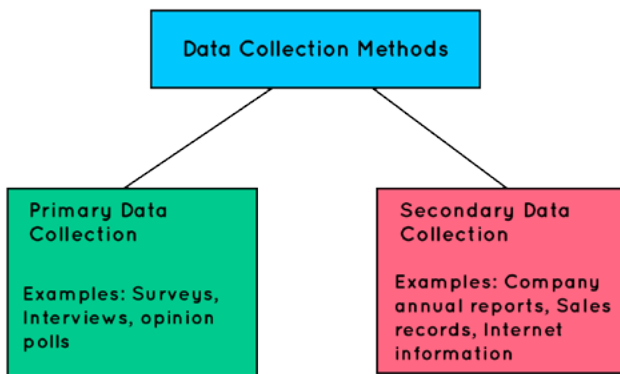 Data Collection Methods
Primary Data
Collection
Examples: Surveys,
Interviews, opinion
polls
Secondary Data
Collection
Examples: Company
annual reports, Sales
records, Internet
information